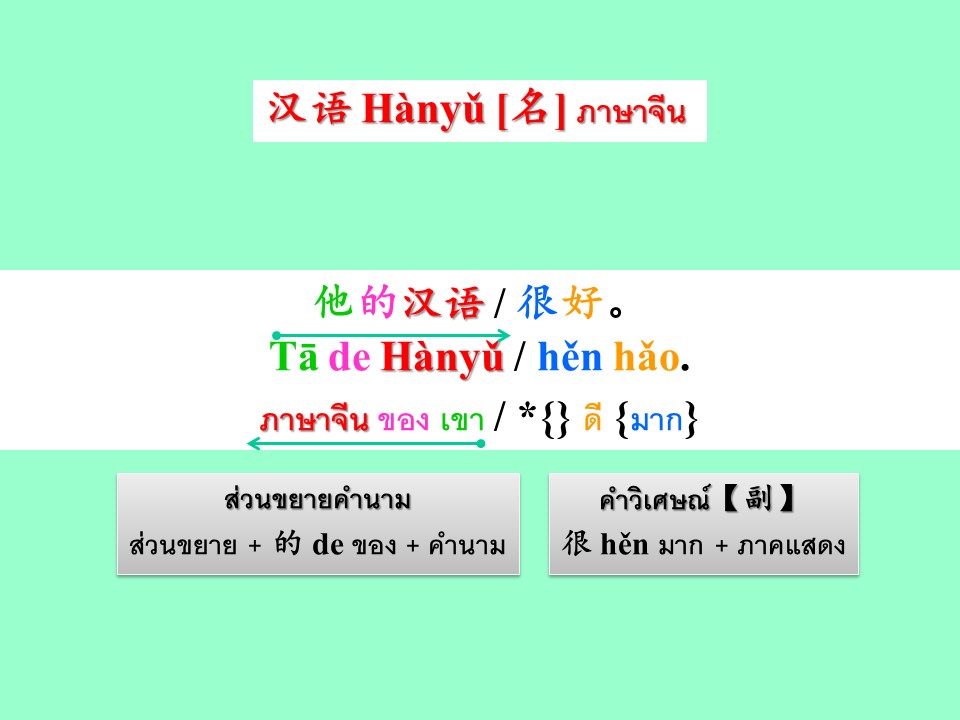 汉语 Hànyǔ [名] ภาษาจีน
他的汉语 / 很好。
Tā de Hànyǔ / hěn hǎo.
ภาษาจีน ของ เขา / *{} ดี {มาก}
ส่วนขยายคำนาม
ส่วนขยาย + 的 de ของ + คำนาม
คำวิเศษณ์【副】
很 hěn มาก + ภาคแสดง